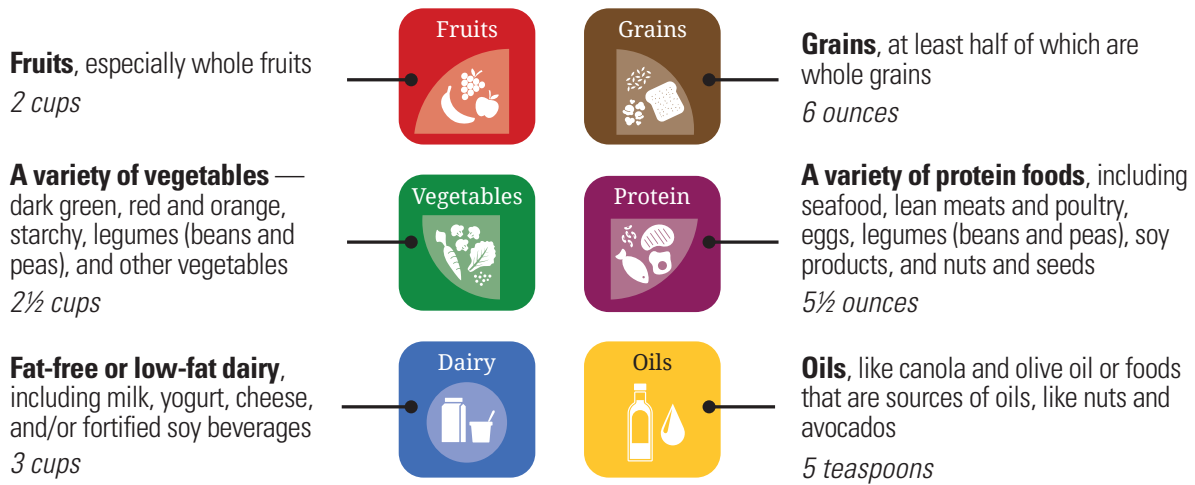 Fruits, especially whole fruits
2 cups
Fruits
Grains
Grains, at least half of which are
whole grains
6 ounces
A variety of vegetables —
dark green, red and orange,
starchy, legumes (beans and
peas), and other vegetables
2½ cups
Vegetables
Protein
A variety of protein foods, including
seafood, lean meats and poultry,
eggs, legumes (beans and peas), soy
products, and nuts and seeds
5½ ounces
Fat-free or low-fat dairy,
including milk, yogurt, cheese,
and/or fortified soy beverages
3 cups
Dairy
Oils
Oils, like canola and olive oil or foods
that are sources of oils, like nuts and
avocados
5 teaspoons